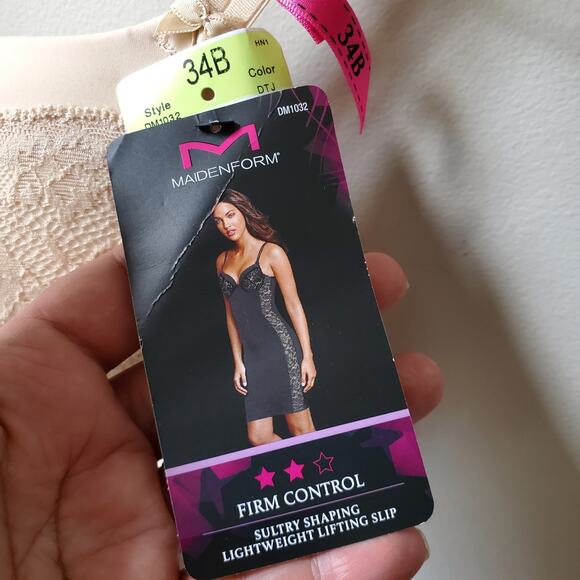 34B
HN1
Style
Color
DM1032
DTJ
34B
DM1032
M
MAIDENFORM®
FIRM CONTROL
SULTRY SHAPING
LIGHTWEIGHT LIFTING SLIP